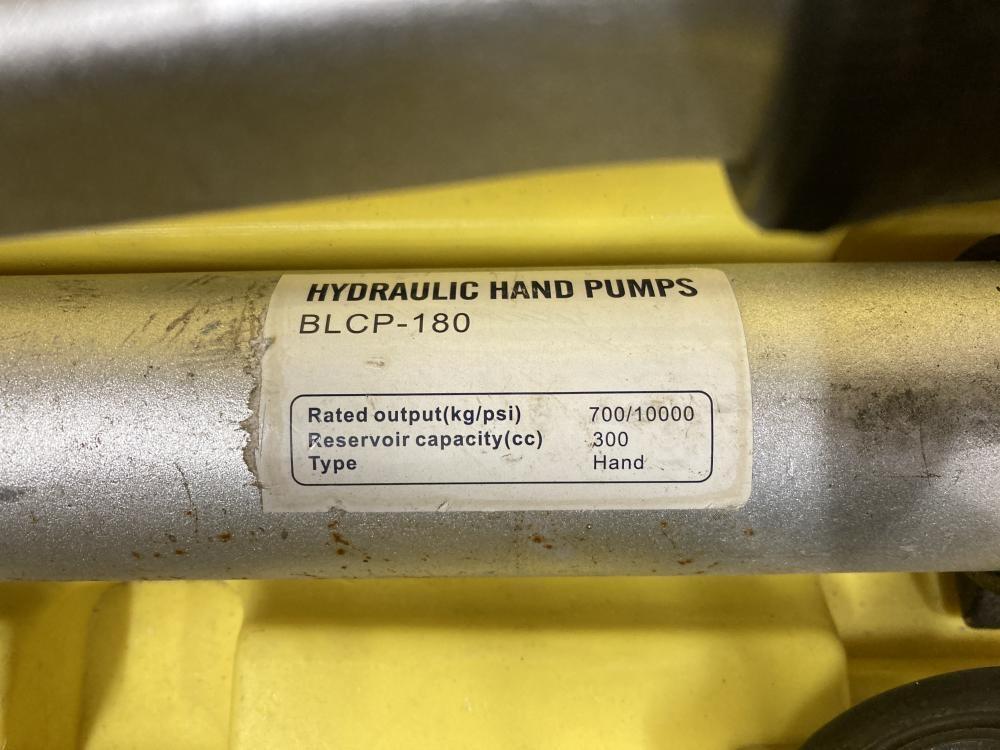 HYDRAULIC HAND PUMPS
BLCP-180
Rated output(kg/psi) 700/10000
Reservoir capacity(cc) 300
Type Hand